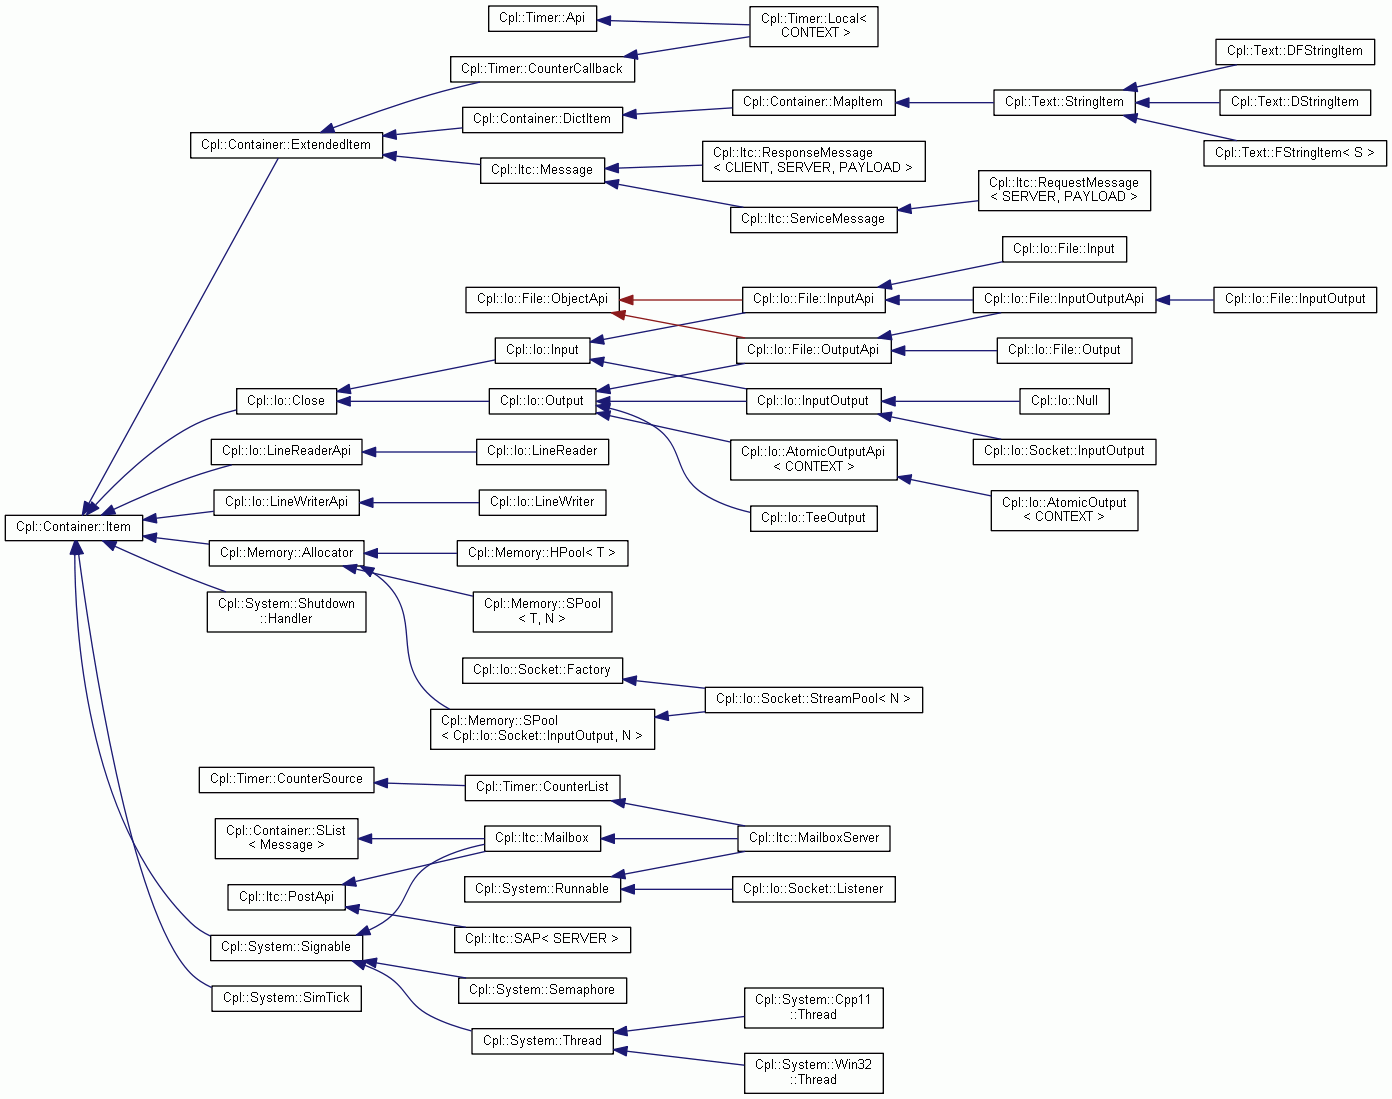 Cpl::Timer::Api
Cpl::Timer::Local<
CONTEXT >
Cpl::Timer::CounterCallback
Cpl::Text::DFStringItem
Cpl::Container::MapItem
Cpl::Text::StringItem
Cpl::Text::DStringItem
Cpl::Container::DictItem
Cpl::Container::ExtendedItem
Cpl::Text::FStringItem< S >
Cpl::Itc::Message
Cpl::Itc::ResponseMessage
< CLIENT, SERVER, PAYLOAD >
Cpl::Itc::RequestMessage
< SERVER, PAYLOAD >
Cpl::Itc::ServiceMessage
Cpl::Io::File::Input
Cpl::Io::File::ObjectApi
Cpl::Io::File::InputApi
Cpl::Io::File::InputOutputApi
Cpl::Io::File::InputOutput
Cpl::Io::Input
Cpl::Io::File::OutputApi
Cpl::Io::File::Output
Cpl::Io::Close
Cpl::Io::Output
Cpl::Io::InputOutput
Cpl::Io::Null
Cpl::Io::LineReaderApi
Cpl::Io::LineReader
Cpl::Io::AtomicOutputApi
< CONTEXT >
Cpl::Io::Socket::InputOutput
Cpl::Io::LineWriterApi
Cpl::Io::LineWriter
Cpl::Io::AtomicOutput
< CONTEXT >
Cpl::Io::TeeOutput
Cpl::Container::Item
Cpl::Memory::Allocator
Cpl::Memory::HPool< T >
Cpl::System::Shutdown
::Handler
Cpl::Memory::SPool
< T, N >
Cpl::Io::Socket::Factory
Cpl::Io::Socket::StreamPool< N >
Cpl::Memory::SPool
< Cpl::Io::Socket::InputOutput, N >
Cpl::Timer::CounterSource
Cpl::Timer::CounterList
Cpl::Container::SList
< Message >
Cpl::Itc::Mailbox
Cpl::Itc::MailboxServer
Cpl::Itc::PostApi
Cpl::System::Runnable
Cpl::Io::Socket::Listener
Cpl::Itc::SAP< SERVER >
Cpl::System::Signable
Cpl::System::Semaphore
Cpl::System::SimTick
Cpl::System::Cpp11
::Thread
Cpl::System::Thread
Cpl::System::Win32
::Thread